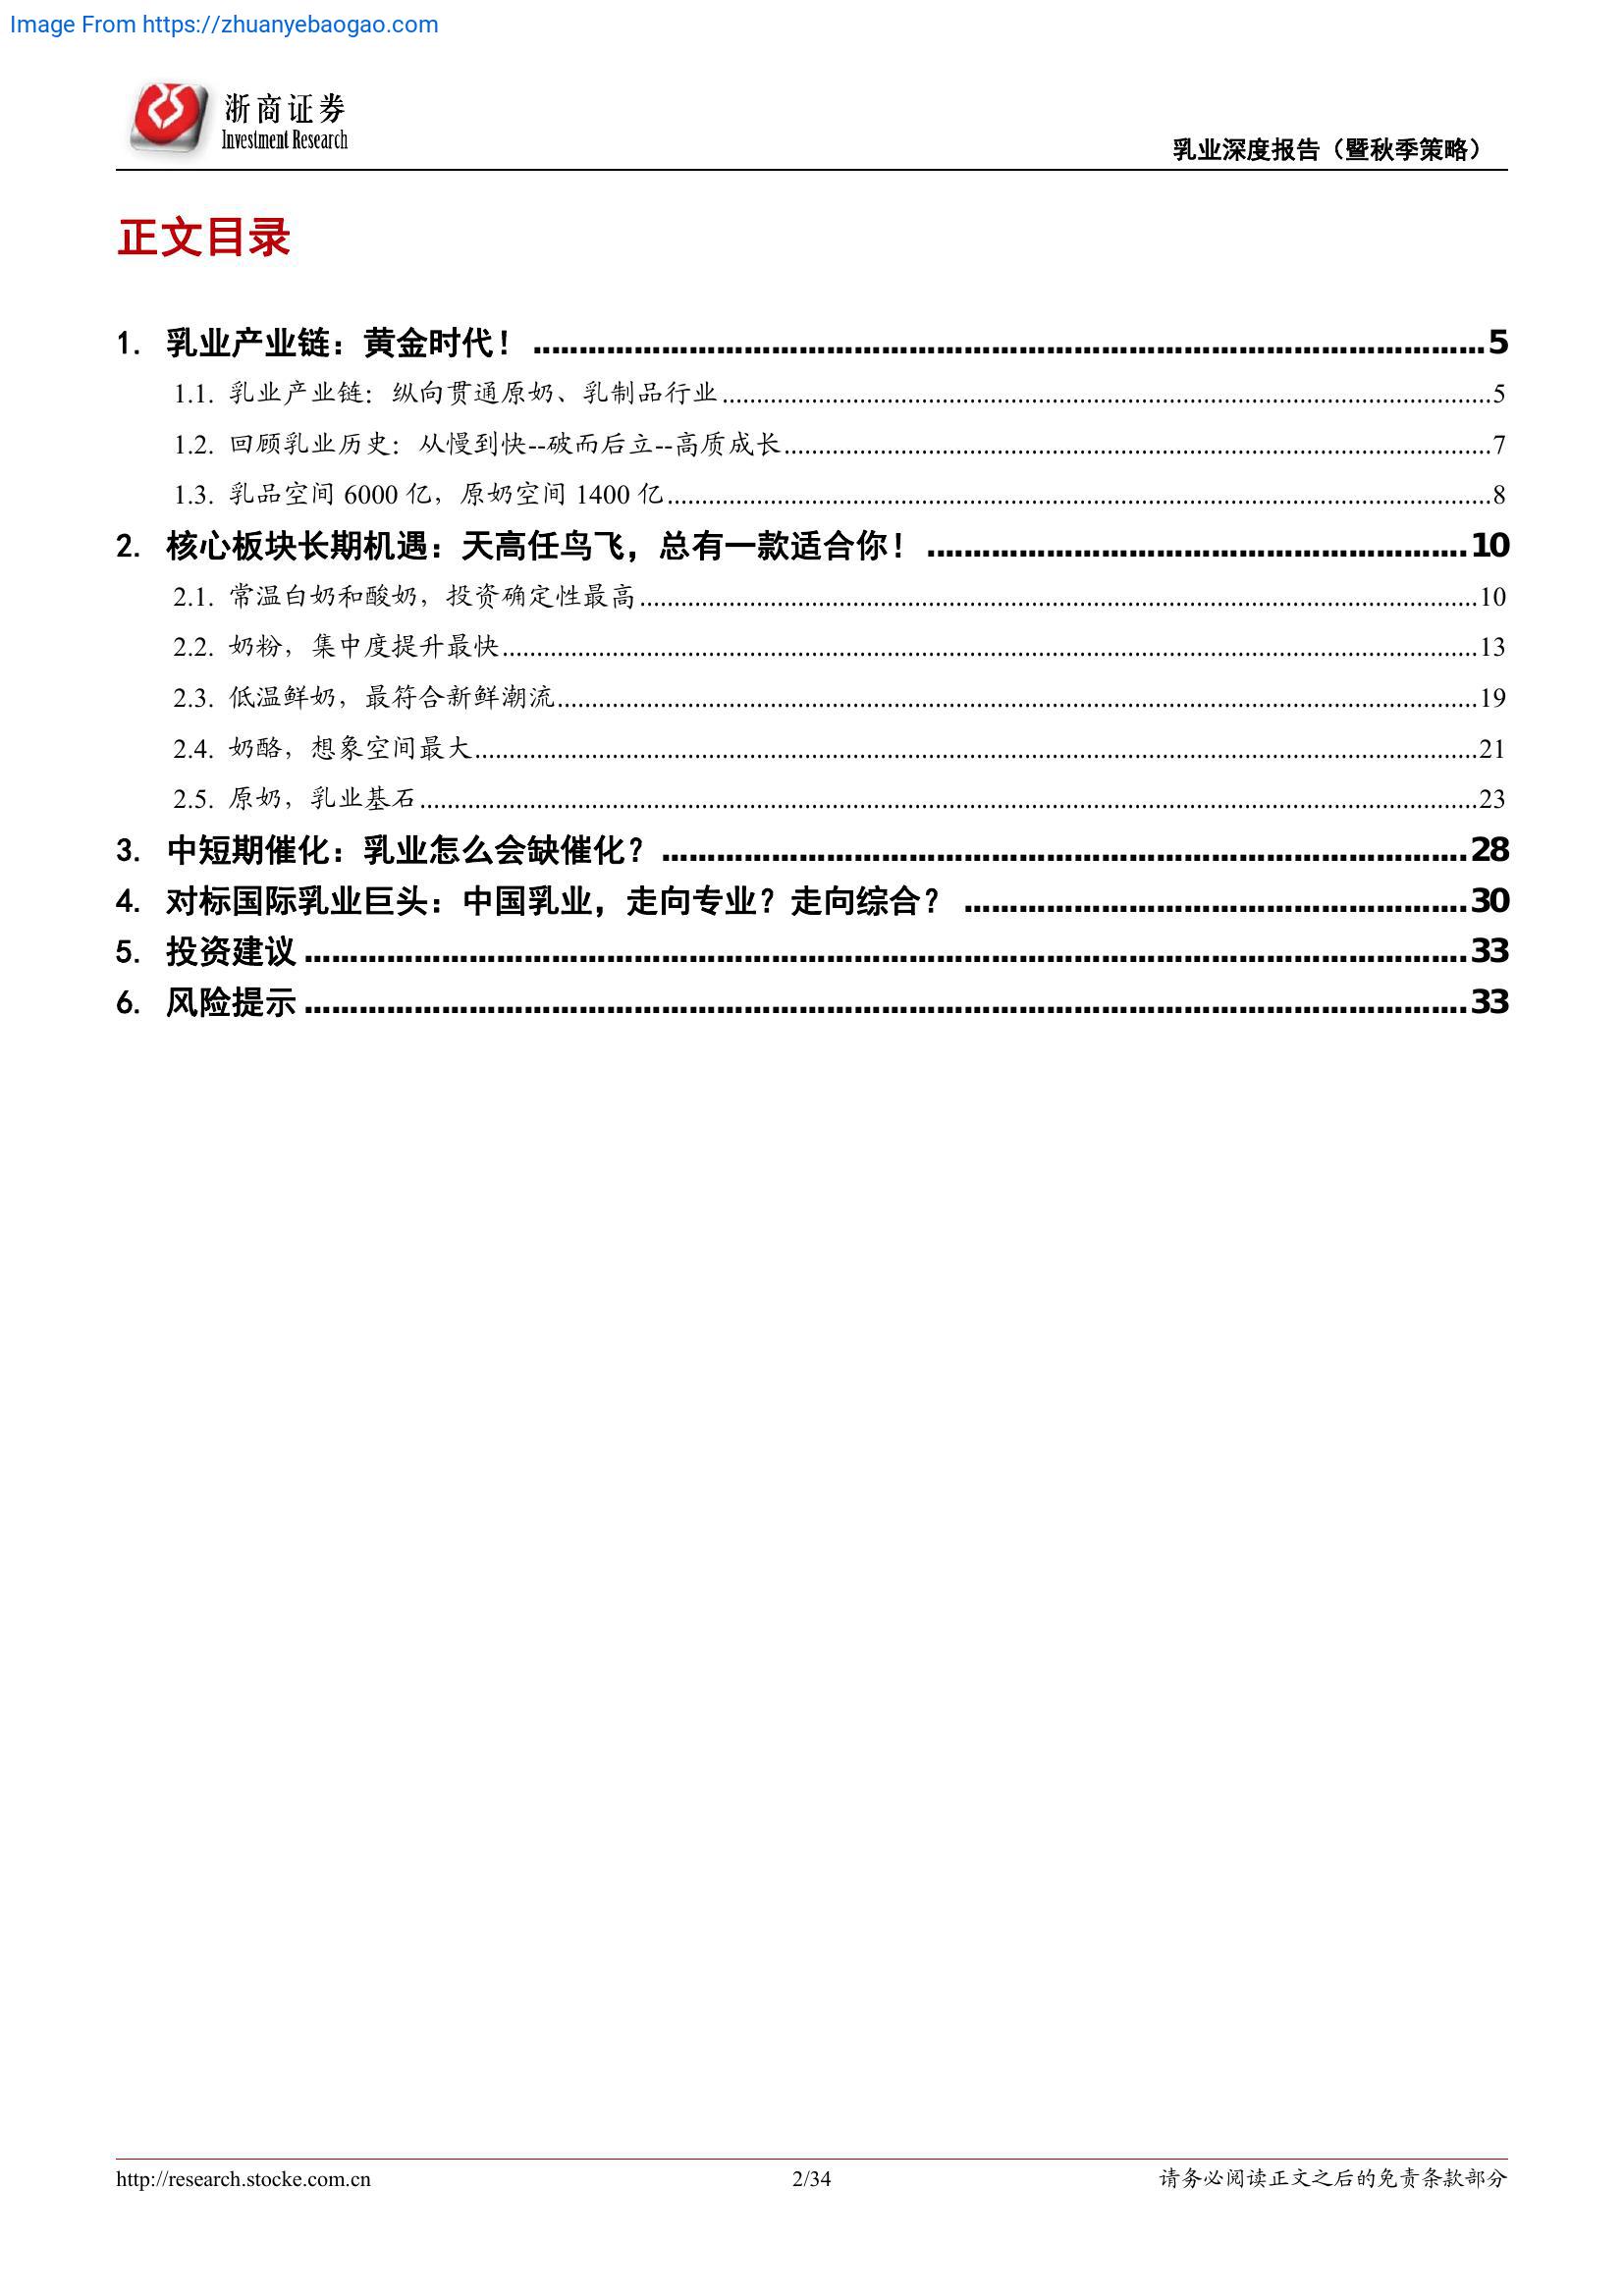 Image From https://zhuanyebaogao.com
浙商证券
Investment Research
乳业深度报告（暨秋季策略）
正文目录
1. 乳业产业链：黄金时代！ 5
1.1. 乳业产业链：纵向贯通原奶、乳制品行业 5
1.2. 回顾乳业历史：从慢到快--破而后立--高质成长 7
1.3. 乳品空间 6000 亿，原奶空间 1400 亿 8
2. 核心板块长期机遇：天高任鸟飞，总有一款适合你！ 10
2.1. 常温白奶和酸奶，投资确定性最高 10
2.2. 奶粉，集中度提升最快 13
2.3. 低温鲜奶，最符合新鲜潮流 19
2.4. 奶酪，想象空间最大 21
2.5. 原奶，乳业基石 23
3. 中短期催化：乳业怎么会缺催化？ 28
4. 对标国际乳业巨头：中国乳业，走向专业？走向综合？ 30
5. 投资建议 33
6. 风险提示 33
http://research.stocke.com.cn
2/34
请务必阅读正文之后的免责条款部分